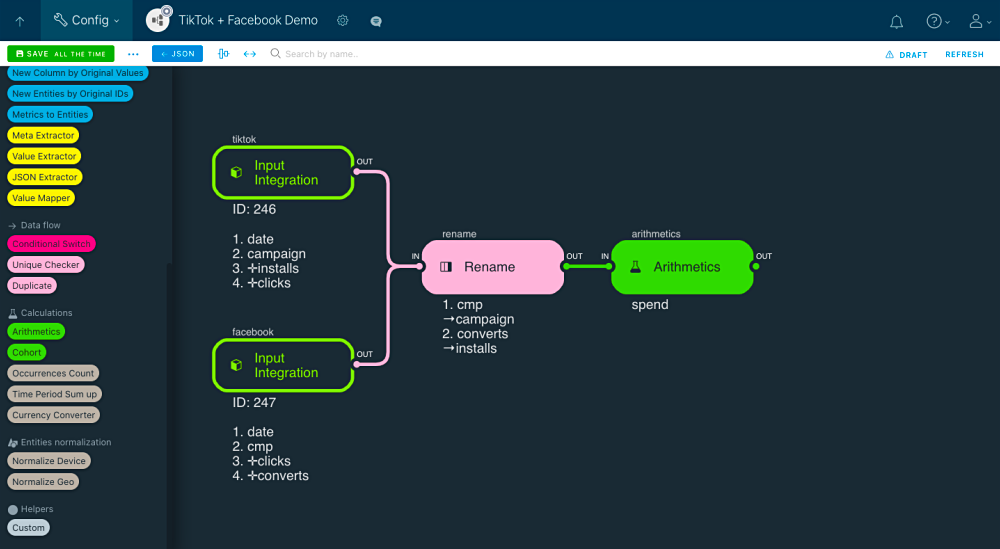 Config
TikTok + Facebook Demo
SAVE ALL THE TIME
← JSON
Search by name..
DRAFT
REFRESH
New Column by Original Values
New Entities by Original IDs
Metrics to Entities
Meta Extractor
Value Extractor
JSON Extractor
Value Mapper
Data flow
Conditional Switch
Unique Checker
Duplicate
Calculations
Arithmetics
Cohort
Occurrences Count
Time Period Sum up
Currency Converter
Entities normalization
Normalize Device
Normalize Geo
Helpers
Custom
tiktok
Input
Integration
OUT
ID: 246
1. date
2. campaign
3. ✛installs
4. ✛clicks
facebook
Input
Integration
OUT
ID: 247
1. date
2. cmp
3. ✛clicks
4. ✛converts
rename
IN
Rename
OUT
1. cmp
→campaign
2. converts
→installs
arithmetics
IN
Arithmetics
OUT
spend